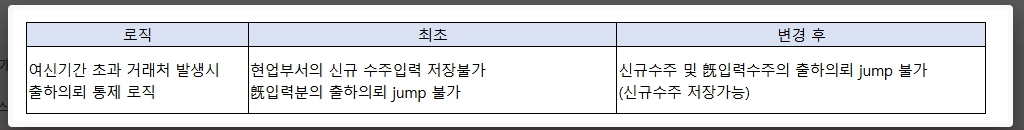 로직 최초 변경 후
여신기간 초과 거래처 발생시
출하의뢰 통제 로직
현업부서의 신규 수주입력 저장불가
旣입력분의 출하의뢰 jump 불가
신규수주 및 旣입력수주의 출하의뢰 jump 불가
(신규수주 저장가능)